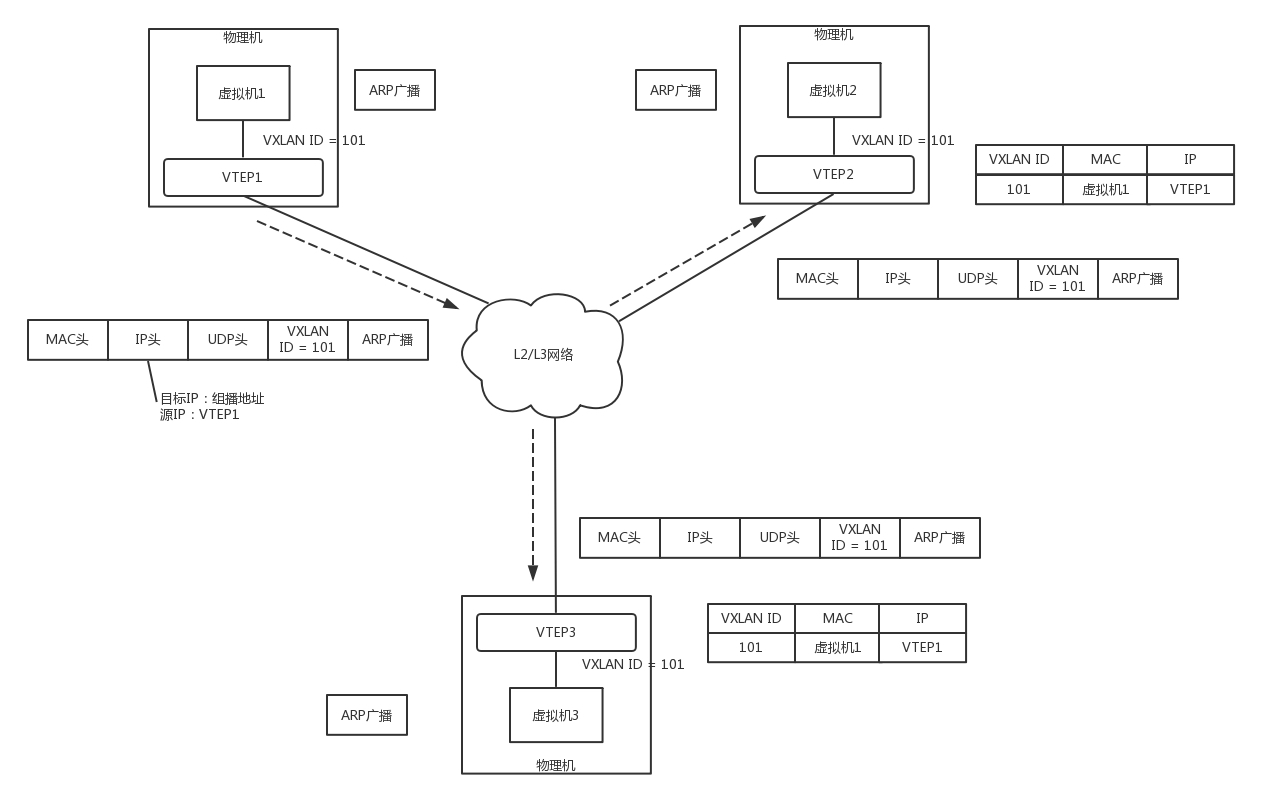 物理机
虚拟机1
ARP广播
VXLAN ID = 101
VTEP1
物理机
虚拟机2
ARP广播
VXLAN ID = 101
VTEP2
VXLAN ID MAC IP
101 虚拟机1 VTEP1
MAC头 IP头 UDP头 VXLAN ID = 101 ARP广播
MAC头 IP头 UDP头 VXLAN ID = 101 ARP广播
目标IP：组播地址
源IP：VTEP1
L2/L3网络
MAC头 IP头 UDP头 VXLAN ID = 101 ARP广播
VTEP3
VXLAN ID = 101
虚拟机3
物理机
ARP广播
VXLAN ID MAC IP
101 虚拟机1 VTEP1